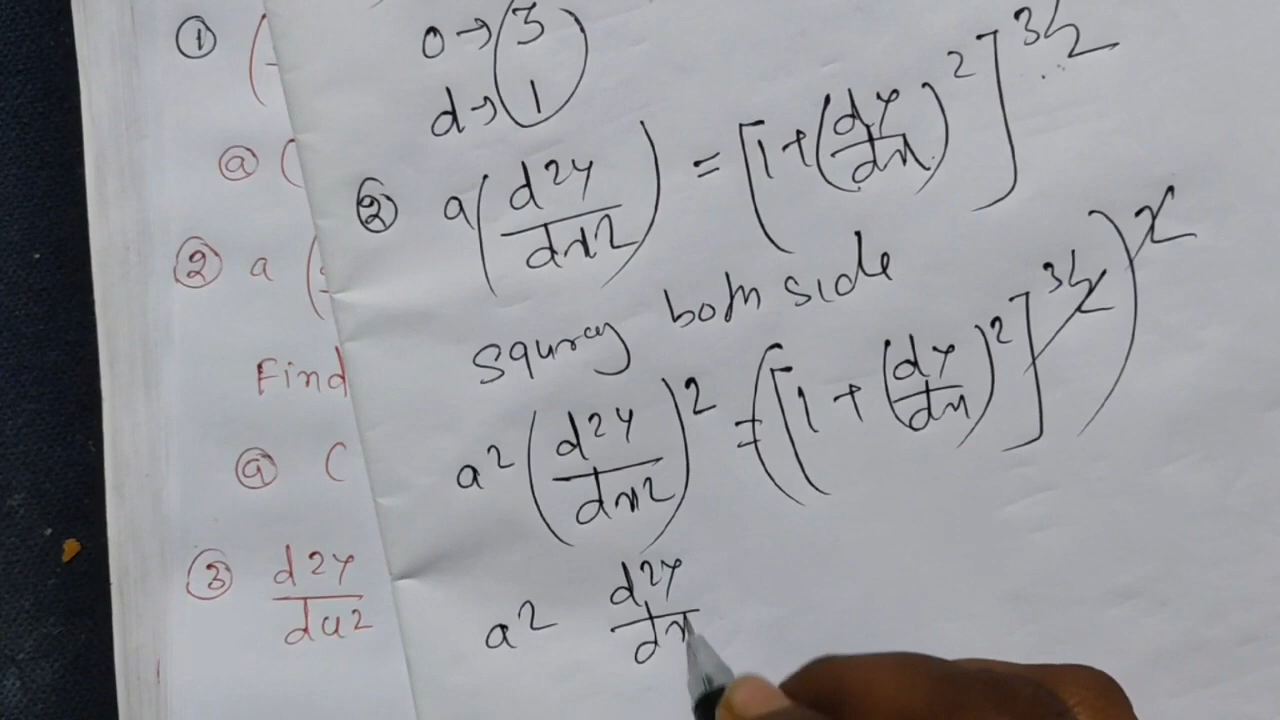 ① (
ⓐ (
② a (
Find
ⓐ (
③ d2y/du2
o → 3
d → 1
② a(d2y/dx2) = [1+(dy/dx)2]3/2
squrcy both side
a2(d2y/dx2)2 = ([1+(dy/dx)2]3/2)2
a2 d2y/dx